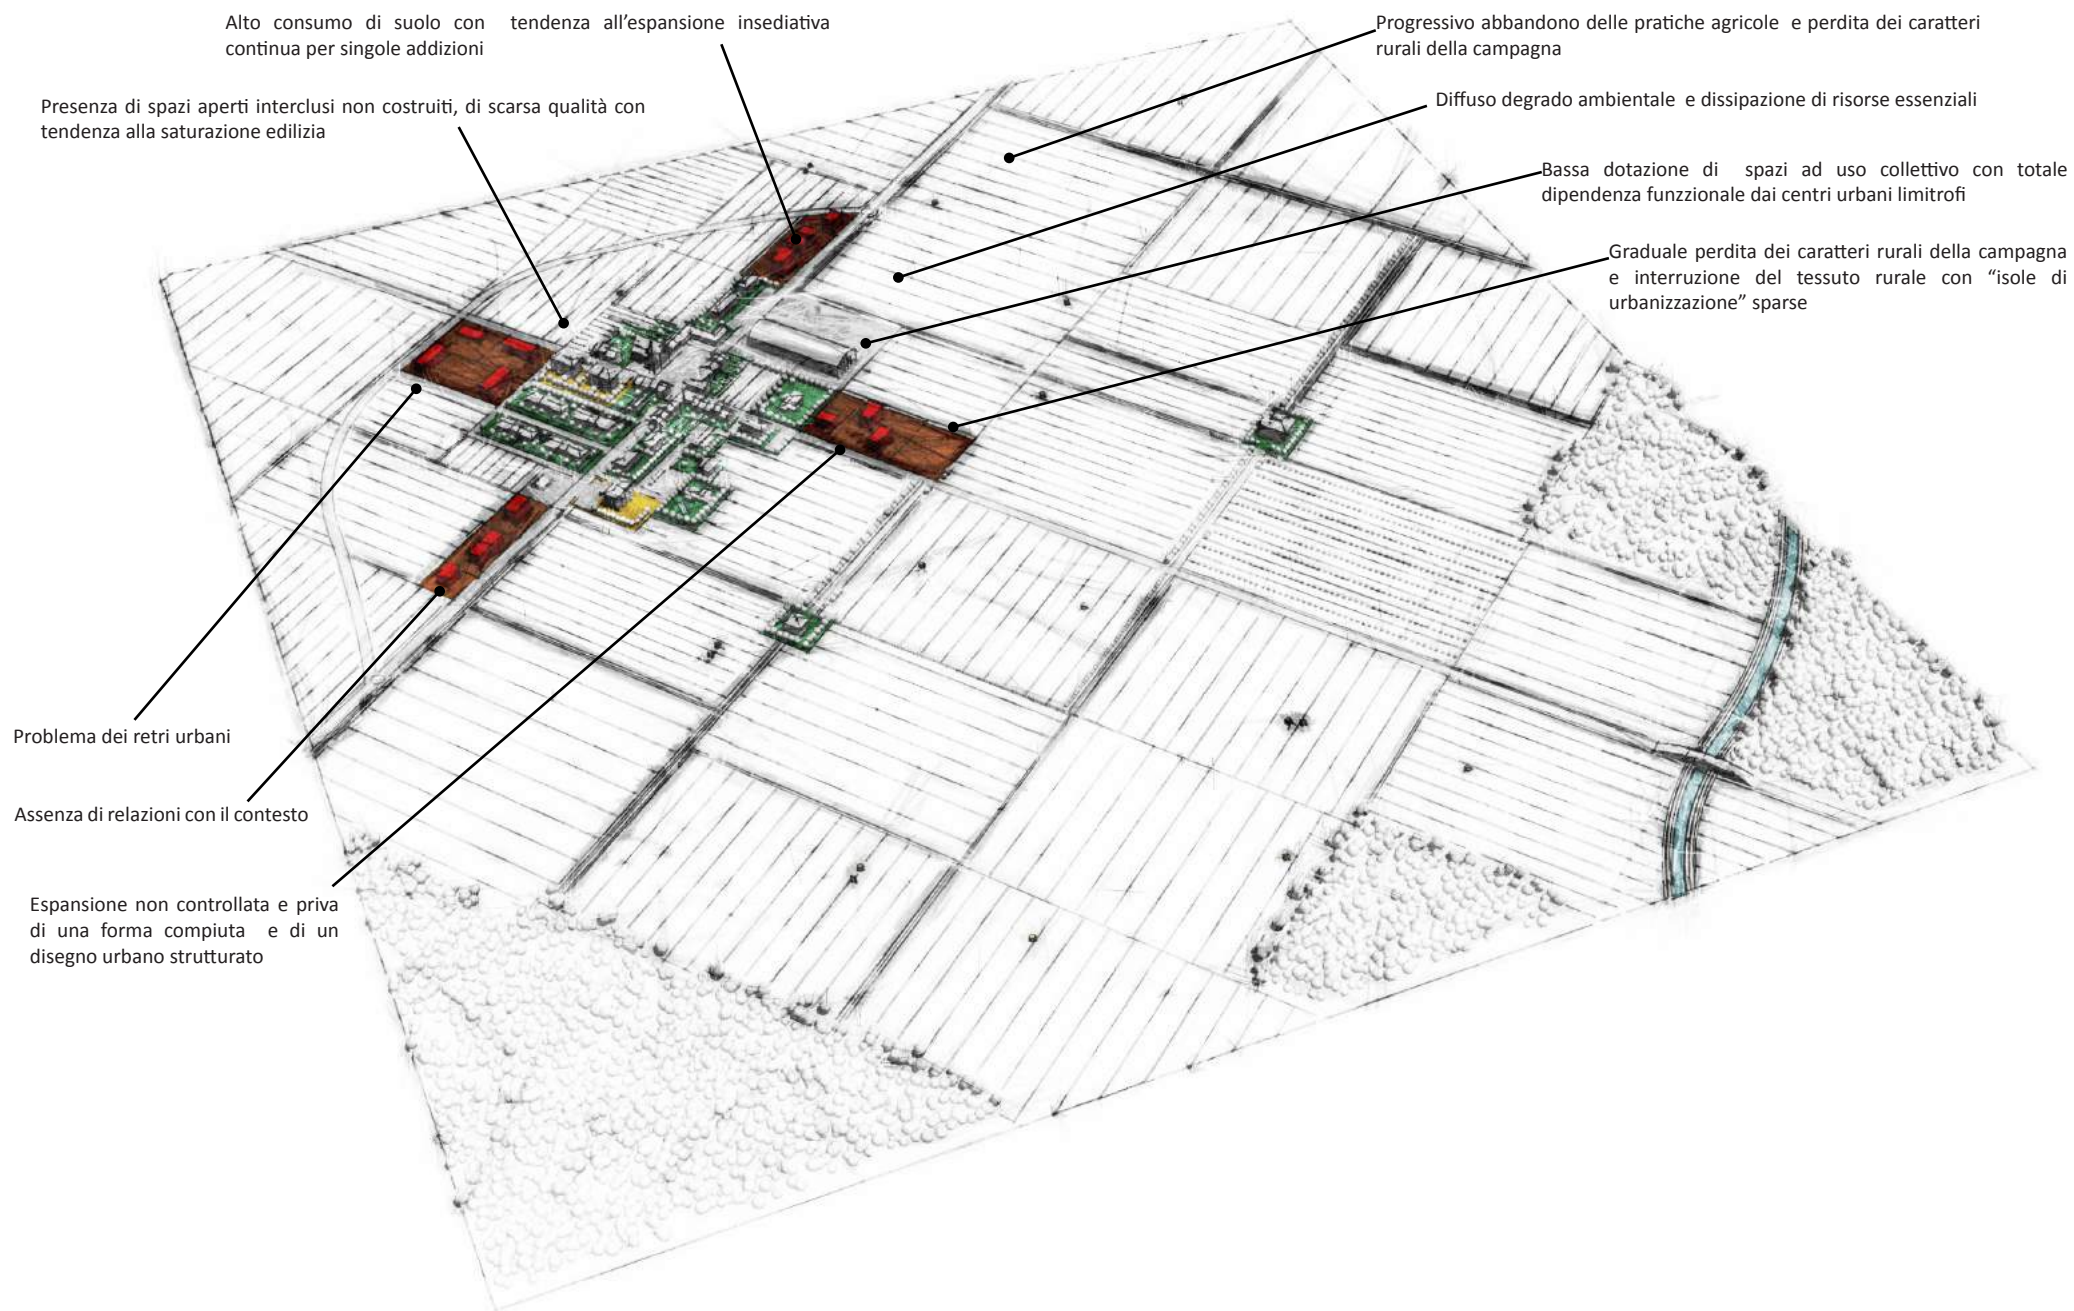 Alto consumo di suolo con tendenza all'espansione insediativa
continua per singole addizioni
Presenza di spazi aperti interclusi non costruiti, di scarsa qualità con
tendenza alla saturazione edilizia
Progressivo abbandono delle pratiche agricole e perdita dei caratteri
rurali della campagna
Diffuso degrado ambientale e dissipazione di risorse essenziali
Bassa dotazione di spazi ad uso collettivo con totale
dipendenza funzzionale dai centri urbani limitrofi
Graduale perdita dei caratteri rurali della campagna
e interruzione del tessuto rurale con “isole di
urbanizzazione” sparse
Problema dei retri urbani
Assenza di relazioni con il contesto
Espansione non controllata e priva
di una forma compiuta e di un
disegno urbano strutturato